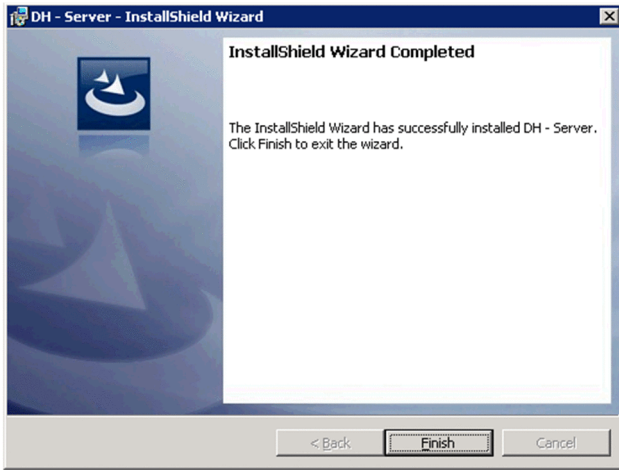 DH - Server - InstallShield Wizard
InstallShield Wizard Completed
The InstallShield Wizard has successfully installed DH - Server.
Click Finish to exit the wizard.
< Back Finish Cancel